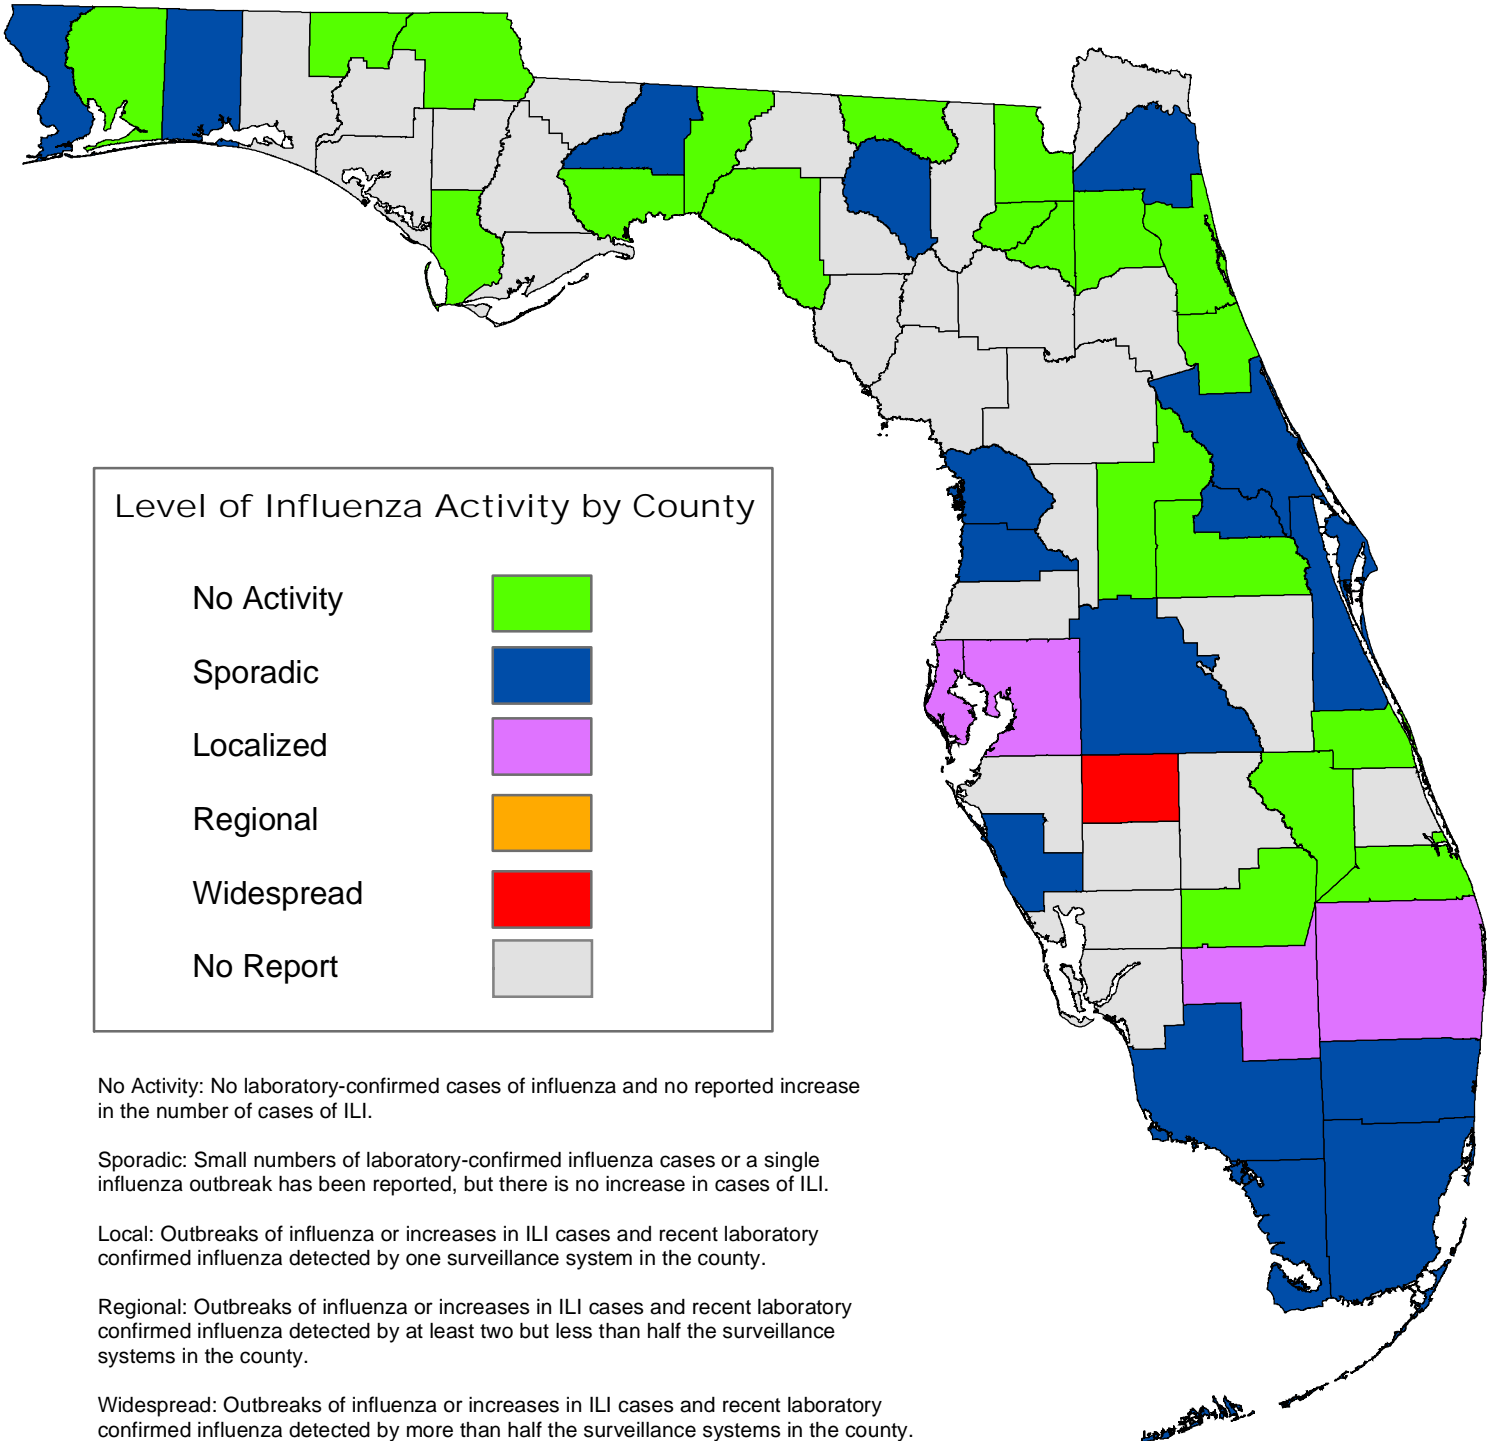 Level of Influenza Activity by County
No Activity
Sporadic
Localized
Regional
Widespread
No Report
No Activity: No laboratory-confirmed cases of influenza and no reported increase
in the number of cases of ILI.
Sporadic: Small numbers of laboratory-confirmed influenza cases or a single
influenza outbreak has been reported, but there is no increase in cases of ILI.
Local: Outbreaks of influenza or increases in ILI cases and recent laboratory
confirmed influenza detected by one surveillance system in the county.
Regional: Outbreaks of influenza or increases in ILI cases and recent laboratory
confirmed influenza detected by at least two but less than half the surveillance
systems in the county.
Widespread: Outbreaks of influenza or increases in ILI cases and recent laboratory
confirmed influenza detected by more than half the surveillance systems in the county.